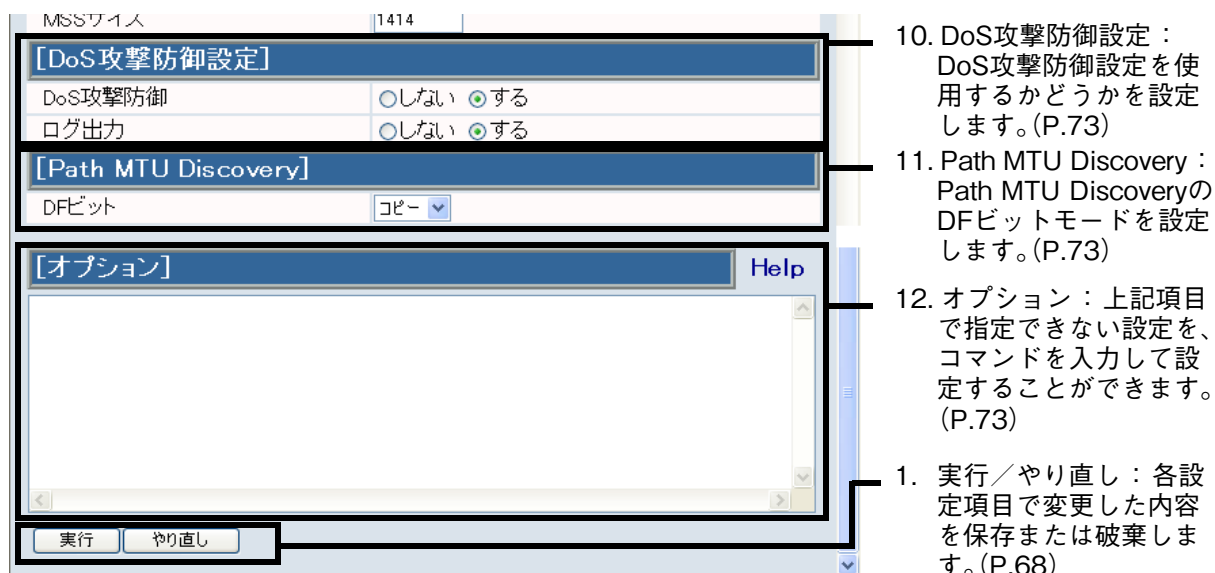 MSSサイズ 1414
[DoS攻撃防御設定]
DoS攻撃防御 しない する
ログ出力 しない する
[Path MTU Discovery]
DFビット コピー
[オプション] Help
実行 やり直し
10. DoS攻撃防御設定：
DoS攻撃防御設定を使
用するかどうかを設定
します。(P.73)
11. Path MTU Discovery：
Path MTU Discoveryの
DFビットモードを設定
します。(P.73)
12. オプション：上記項目
で指定できない設定を、
コマンドを入力して設
定することができます。
(P.73)
1. 実行／やり直し：各設
定項目で変更した内容
を保存または破棄しま
す。(P.68)